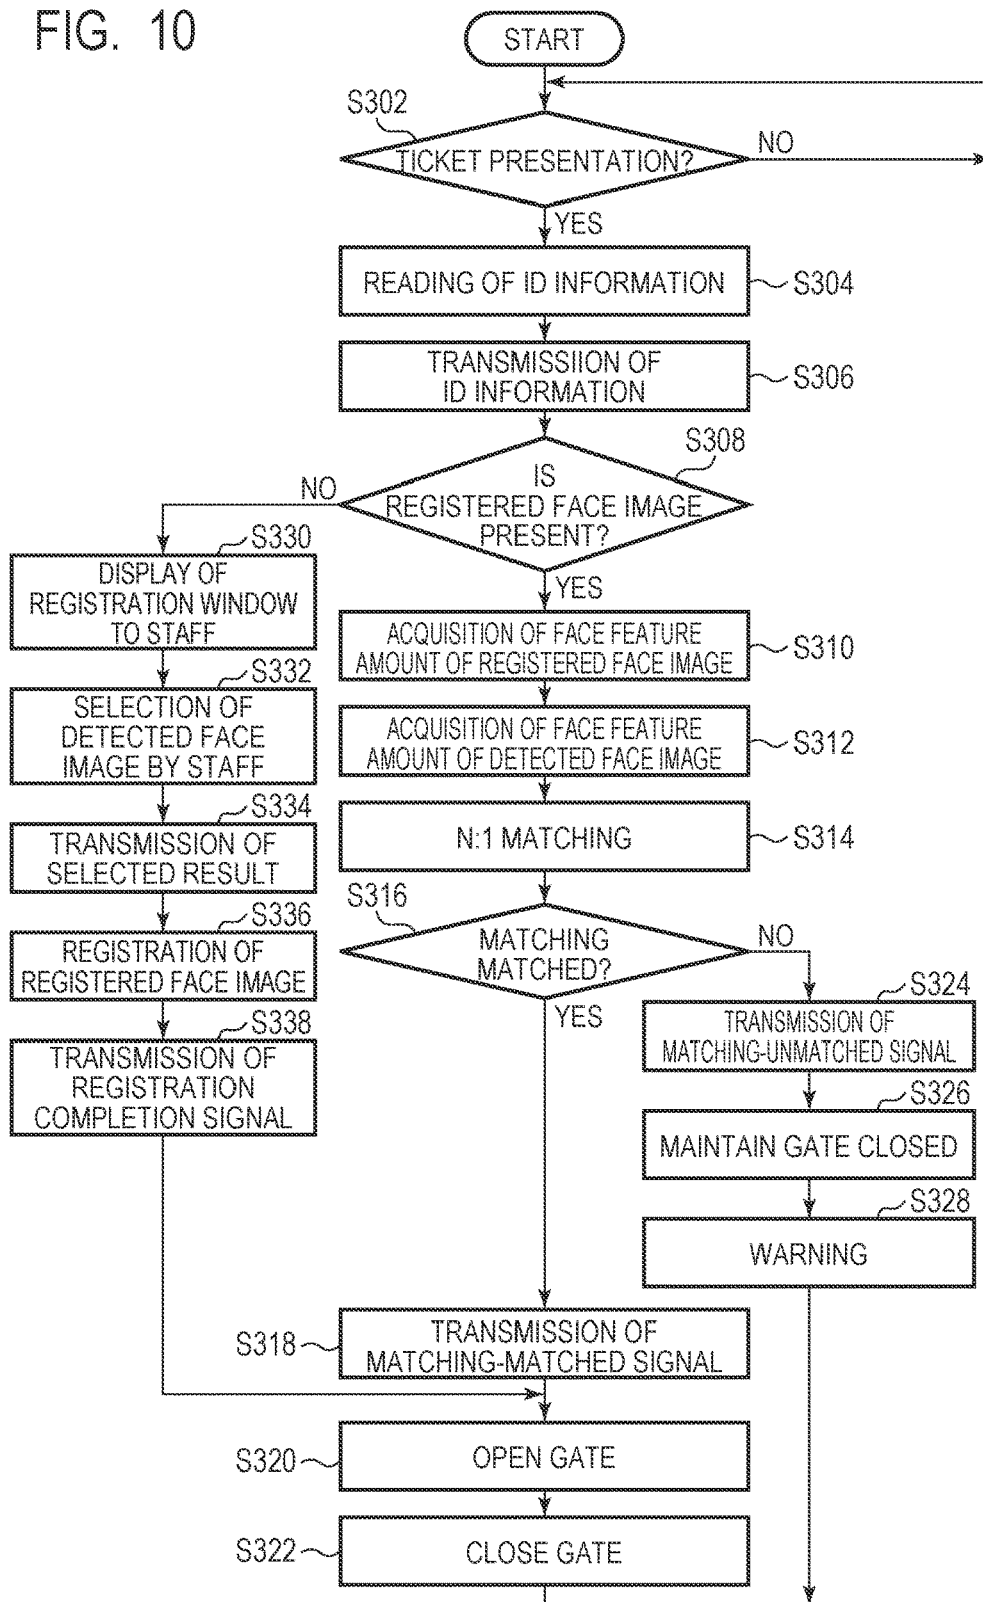 FIG. 10
START
S302
TICKET PRESENTATION?
NO
YES
READING OF ID INFORMATION
S304
TRANSMISSIION OF
ID INFORMATION
S306
S308
IS
REGISTERED FACE IMAGE
PRESENT?
NO
YES
S330
DISPLAY OF
REGISTRATION WINDOW
TO STAFF
ACQUISITION OF FACE FEATURE
AMOUNT OF REGISTERED FACE IMAGE
S310
S332
SELECTION OF
DETECTED FACE
IMAGE BY STAFF
ACQUISITION OF FACE FEATURE
AMOUNT OF DETECTED FACE IMAGE
S312
S334
TRANSMISSION OF
SELECTED RESULT
N:1 MATCHING
S314
S336
REGISTRATION OF
REGISTERED FACE IMAGE
S316
MATCHING
MATCHED?
NO
YES
S338
TRANSMISSION OF
REGISTRATION
COMPLETION SIGNAL
S324
TRANSMISSION OF
MATCHING-UNMATCHED SIGNAL
S326
MAINTAIN GATE CLOSED
S328
WARNING
S318
TRANSMISSION OF
MATCHING-MATCHED SIGNAL
S320
OPEN GATE
S322
CLOSE GATE